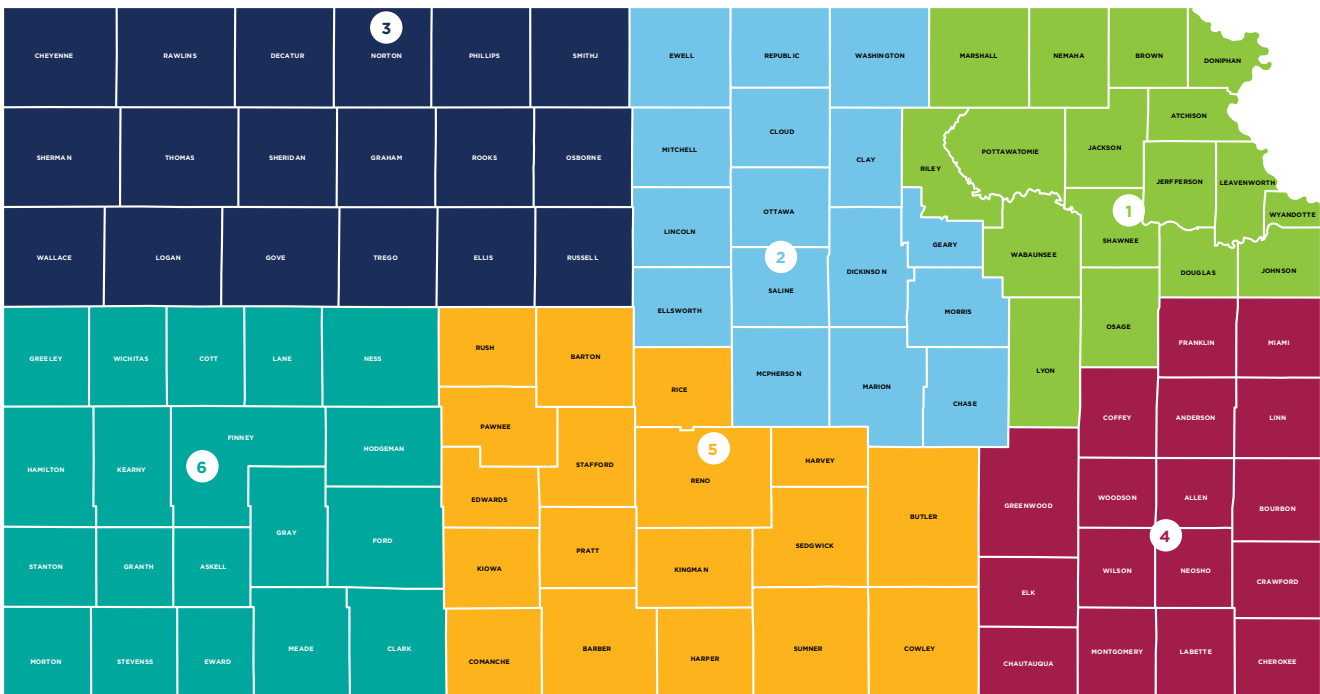 3
CHEYENNE
RAWLINS
DECATUR
NORTON
PHILLIPS
SMITHJ
EWELL
REPUBLIC
WASHINGTON
MARSHALL
NEMAHA
BROWN
DONIPHAN
ATCHISON
CLOUD
SHERMAN
THOMAS
SHERIDAN
GRAHAM
ROOKS
OSBORNE
MITCHELL
CLAY
RILEY
POTTAWATOMIE
JACKSON
JERFFERSON
LEAVENWORTH
WYANDOTTE
1
OTTAWA
LINCOLN
SHAWNEE
GEARY
WALLACE
LOGAN
GOVE
TREGO
ELLIS
RUSSELL
2
WABAUNSEE
DICKINSON
DOUGLAS
JOHNSON
SALINE
ELLSWORTH
MORRIS
OSAGE
FRANKLIN
MIAMI
GREELEY
WICHITAS
COTT
LANE
NESS
RUSH
BARTON
RICE
MCPHERSON
MARION
CHASE
LYON
COFFEY
ANDERSON
LINN
PAWNEE
FINNEY
HODGEMAN
5
HAMILTON
KEARNY
6
STAFFORD
RENO
HARVEY
EDWARDS
BUTLER
GREENWOOD
WOODSON
ALLEN
BOURBON
GRAY
FORD
PRATT
SEDGWICK
4
STANTON
GRANTH
ASKELL
KIOWA
KINGMAN
WILSON
NEOSHO
CRAWFORD
ELK
MORTON
STEVENSS
EWARD
MEADE
CLARK
COMANCHE
BARBER
HARPER
SUMNER
COWLEY
CHAUTAUQUA
MONTGOMERY
LABETTE
CHEROKEE